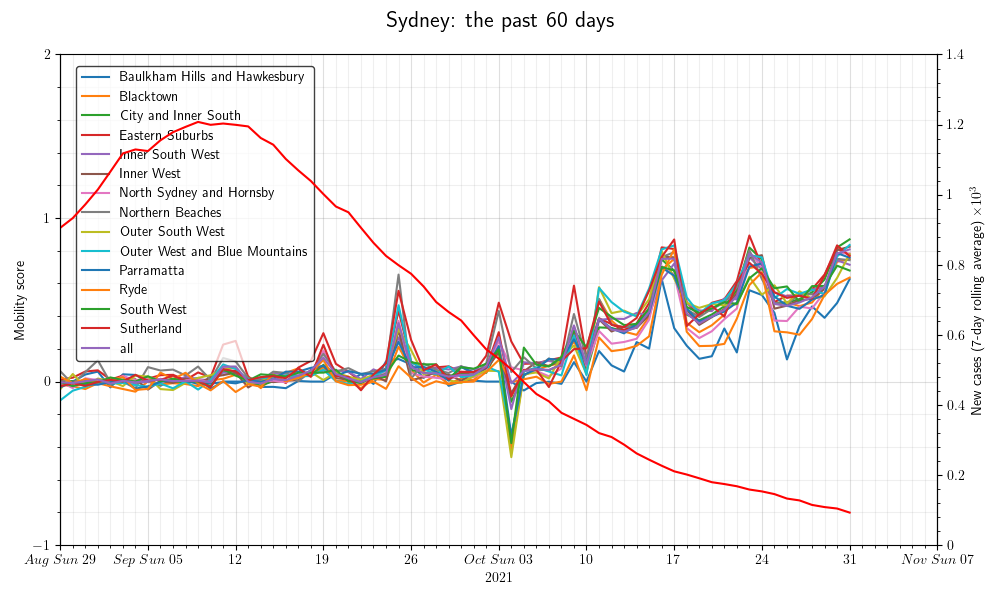 Sydney: the past 60 days
2
1
0
−1
Mobility score
Baulkham Hills and Hawkesbury
Blacktown
City and Inner South
Eastern Suburbs
Inner South West
Inner West
North Sydney and Hornsby
Northern Beaches
Outer South West
Outer West and Blue Mountains
Parramatta
Ryde
South West
Sutherland
all
1.4
1.2
1
0.8
0.6
0.4
0.2
0
New cases (7-day rolling average) ×10³
Aug Sun 29 Sep Sun 05 12 19 26 Oct Sun 03 10 17 24 31 Nov Sun 07
2021